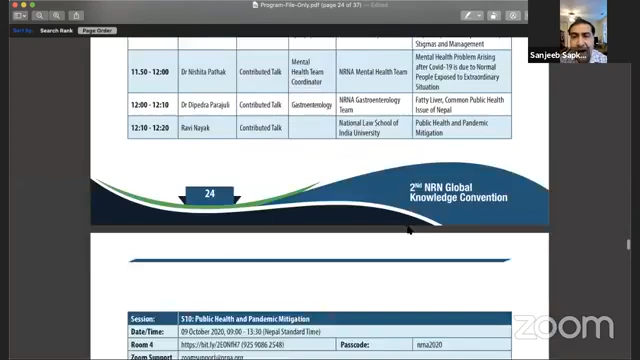 Program-File-Only.pdf (page 24 of 37) — Edited
Sort by: Search Rank Page Order
Sanjeeb Sapk...
Stigmas and Management
11.50 - 12:00 Dr Nishita Pathak Contributed Talk Mental Health Team Coordinator NRNA Mental Health Team Mental Health Problem Arising after Covid-19 is due to Normal People Exposed to Extraordinary Situation
12:00 - 12:10 Dr Dipedra Parajuli Contributed Talk Gastroenterology NRNA Gastroenterology Team Fatty Liver, Common Public Health Issue of Nepal
12:10 - 12:20 Ravi Nayak Contributed Talk National Law School of India University Public Health and Pandemic Mitigation
24
2nd NRN Global
Knowledge Convention
Session: S10: Public Health and Pandemic Mitigation
Date/Time: 09 October 2020, 09:00 - 13:30 (Nepal Standard Time)
Room 4 (925 9086 2548) Passcode: nrna2020
Zoom Support zoomsupport@nrna.org
zoom